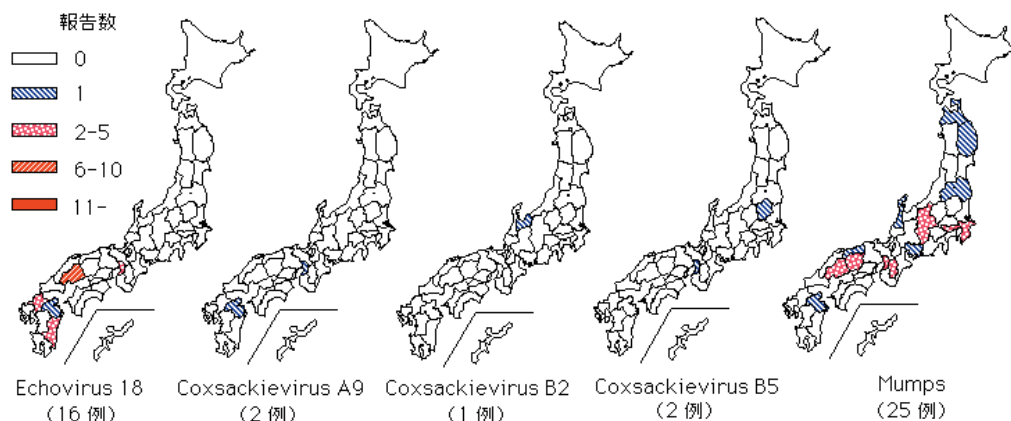 報告数
0
1
2-5
6-10
11-
Echovirus 18
(16 例)
Coxsackievirus A9
(2 例)
Coxsackievirus B2
(1 例)
Coxsackievirus B5
(2 例)
Mumps
(25 例)